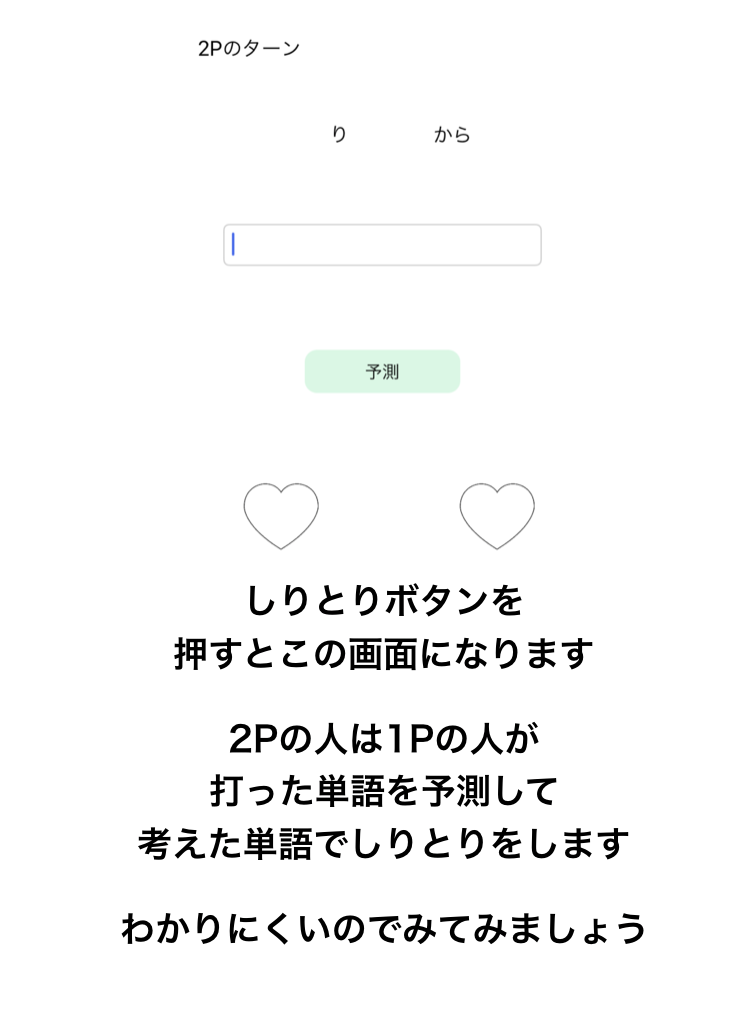 2Pのターン
り から
予測
しりとりボタンを
押すとこの画面になります
2Pの人は1Pの人が
打った単語を予測して
考えた単語でしりとりをします
わかりにくいのでみてみましょう